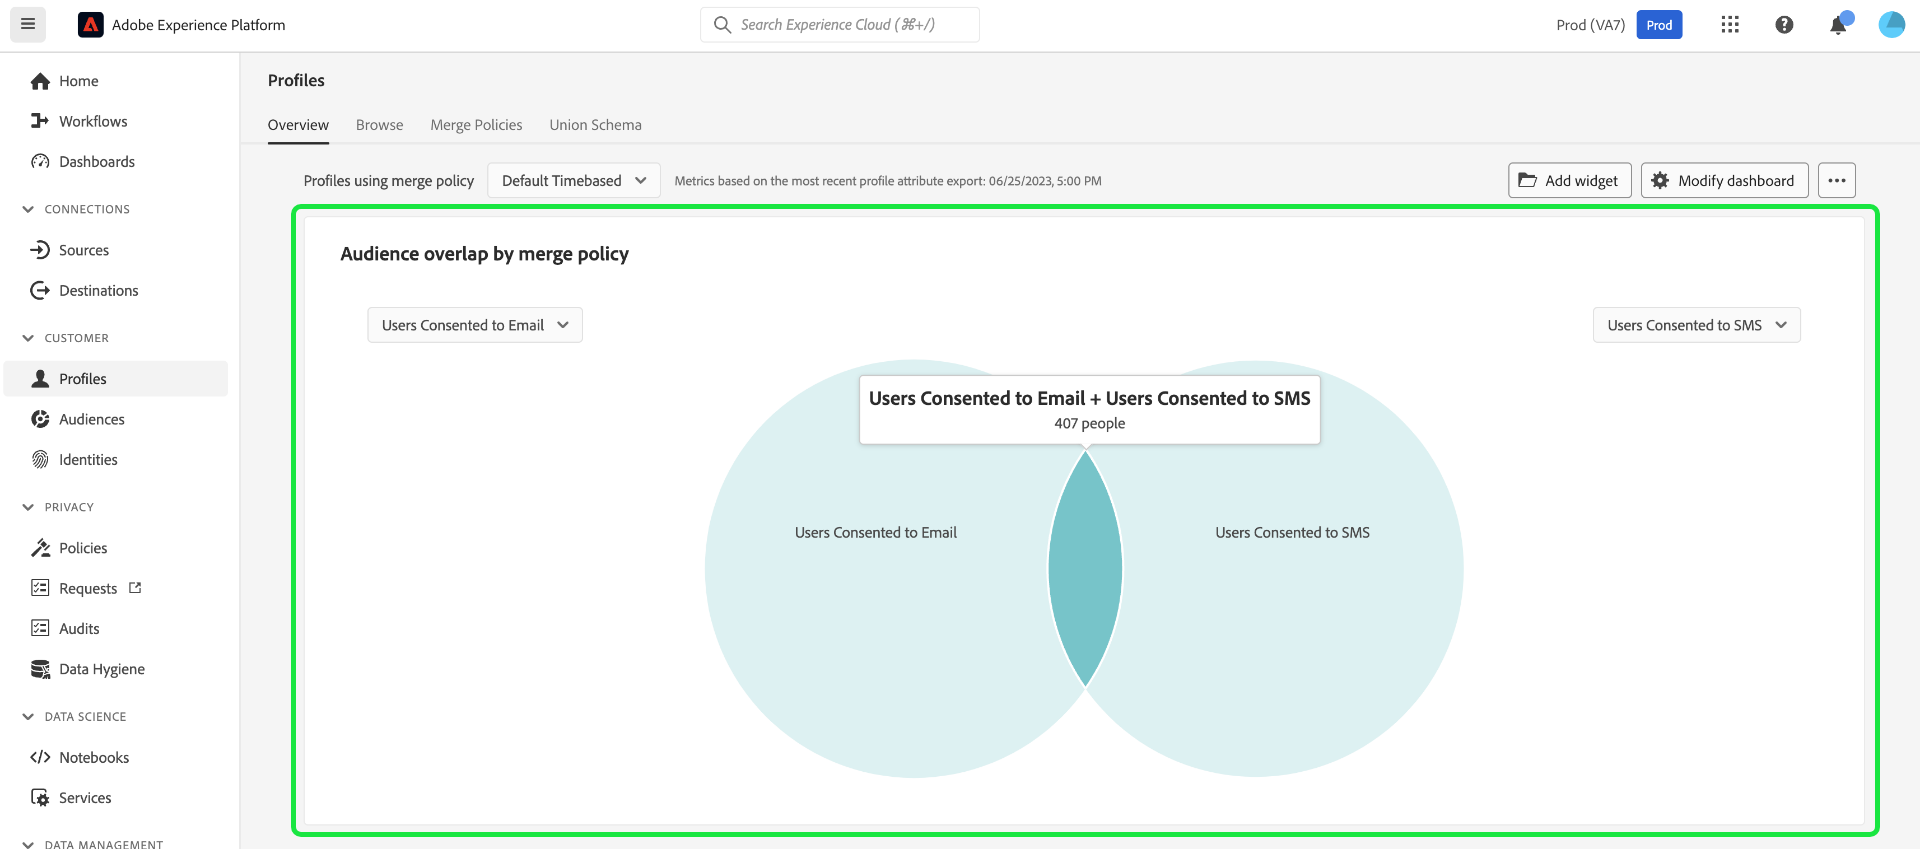 Adobe Experience Platform
Search Experience Cloud (⌘+/)
Prod (VA7)
Prod
Home
Workflows
Dashboards
CONNECTIONS
Sources
Destinations
CUSTOMER
Profiles
Audiences
Identities
PRIVACY
Policies
Requests
Audits
Data Hygiene
DATA SCIENCE
Notebooks
Services
DATA MANAGEMENT
Profiles
Overview Browse Merge Policies Union Schema
Profiles using merge policy Default Timebased Metrics based on the most recent profile attribute export: 06/25/2023, 5:00 PM
Add widget Modify dashboard
Audience overlap by merge policy
Users Consented to Email
Users Consented to SMS
Users Consented to Email + Users Consented to SMS
407 people
Users Consented to Email
Users Consented to SMS